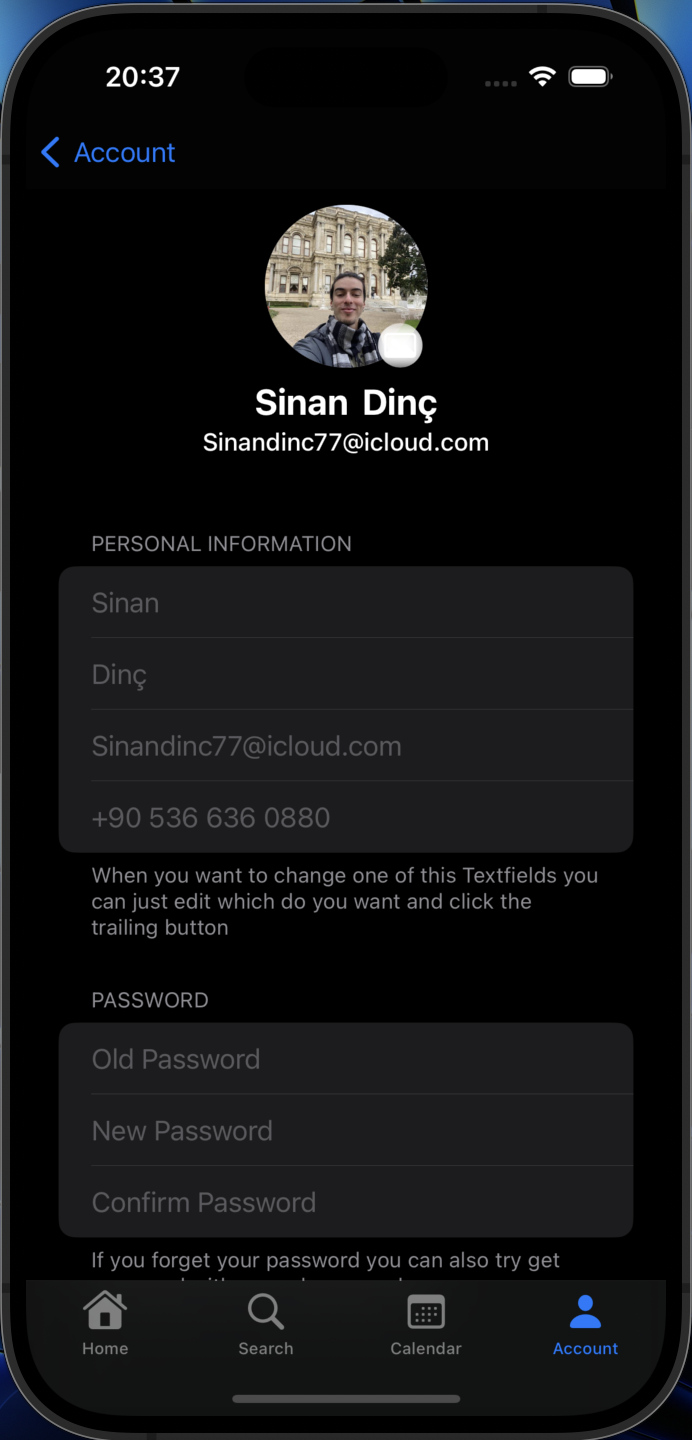 20:37
Account
Sinan Dinç
Sinandinc77@icloud.com
PERSONAL INFORMATION
Sinan
Dinç
Sinandinc77@icloud.com
+90 536 636 0880
When you want to change one of this Textfields you
can just edit which do you want and click the
trailing button
PASSWORD
Old Password
New Password
Confirm Password
If you forget your password you can also try get
Home
Search
Calendar
Account